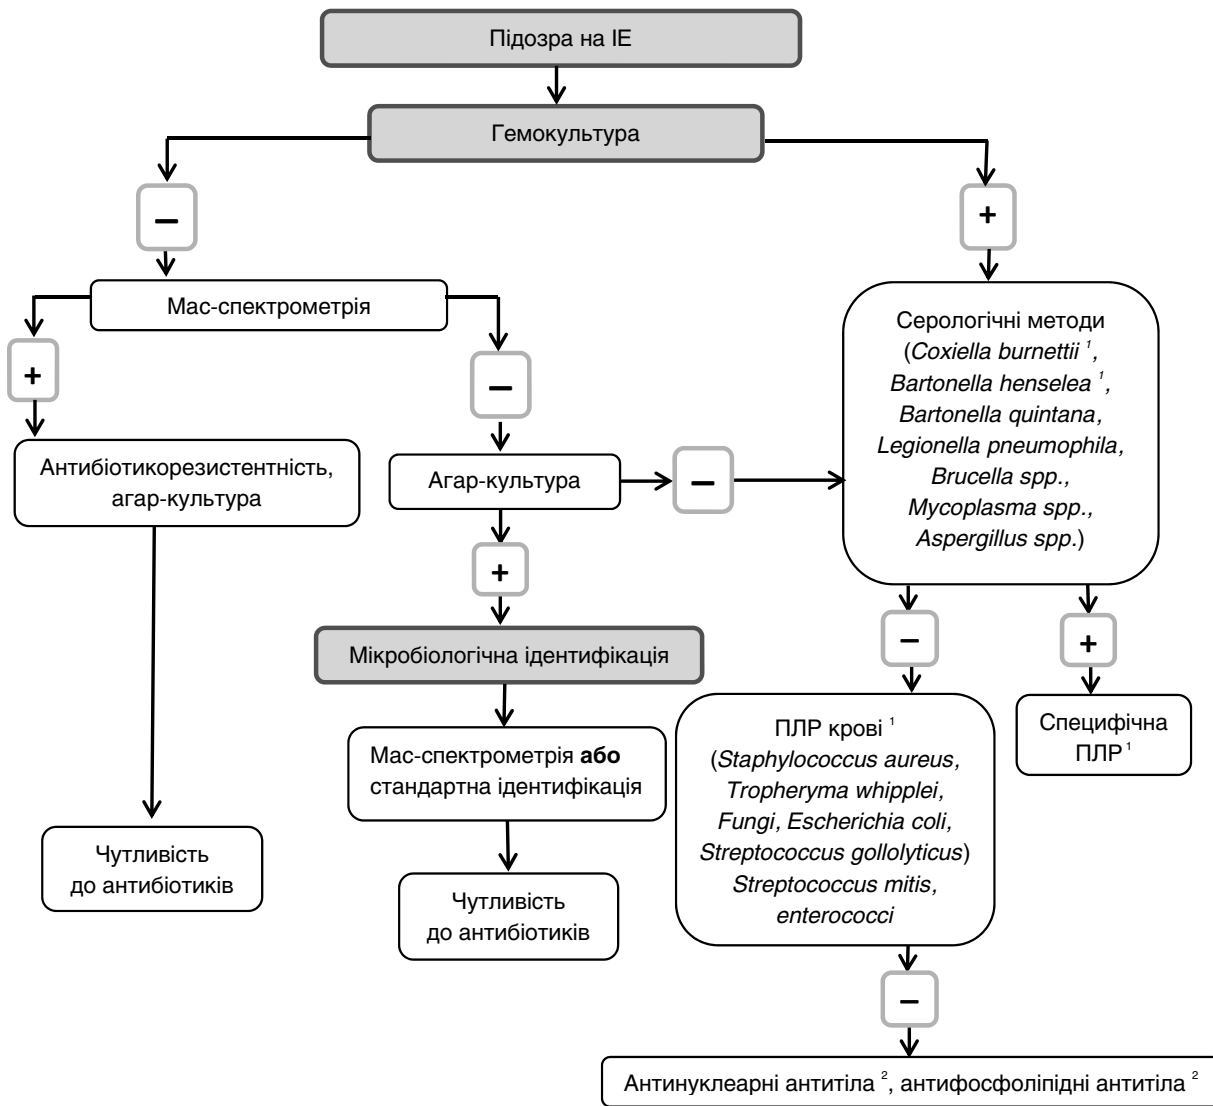 Підозра на ІЕ
Гемокультура
–
+
Мас-спектрометрія
+
–
Серологічні методи
(Coxiella burnettii ¹,
Bartonella henselea ¹,
Bartonella quintana,
Legionella pneumophila,
Brucella spp.,
Mycoplasma spp.,
Aspergillus spp.)
Антибіотикорезистентність,
агар-культура
Агар-культура
–
+
–
+
Мікробіологічна ідентифікація
Мас-спектрометрія або
стандартна ідентифікація
ПЛР крові ¹
(Staphylococcus aureus,
Tropheryma whipplei,
Fungi, Escherichia coli,
Streptococcus gollolyticus)
Streptococcus mitis,
enterococci
Специфічна
ПЛР ¹
Чутливість
до антибіотиків
Чутливість
до антибіотиків
–
Антинуклеарні антитіла ², антифосфоліпідні антитіла ²